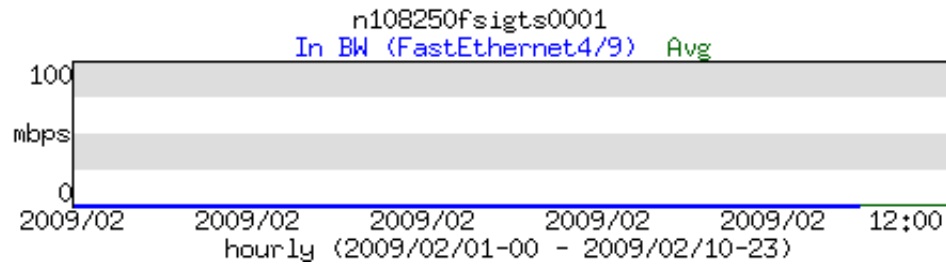 n108250fsigts0001
In BW (FastEthernet4/9) Avg
100
mbps
0
2009/02 2009/02 2009/02 2009/02 2009/02 12:00
hourly (2009/02/01-00 - 2009/02/10-23)